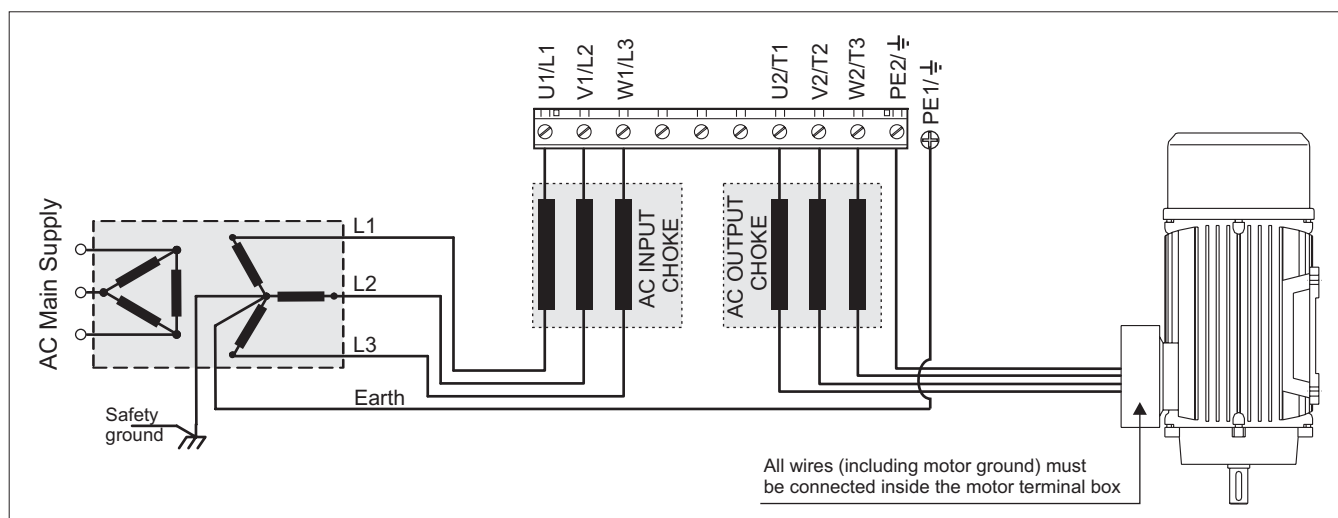 U1/L1
V1/L2
W1/L3
U2/T1
V2/T2
W2/T3
PE2/⏚
PE1/⏚
AC Main Supply
L1
L2
L3
Earth
Safety
ground
AC INPUT
CHOKE
AC OUTPUT
CHOKE
All wires (including motor ground) must
be connected inside the motor terminal box